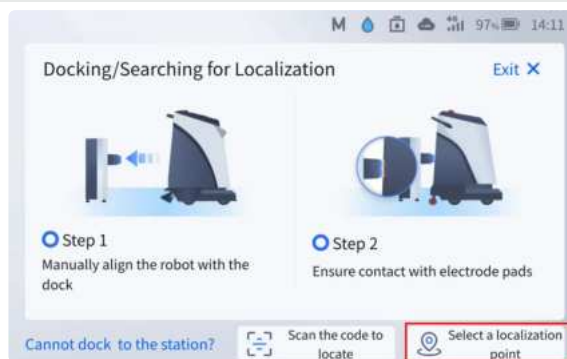 M 4G 97% 14:11
Docking/Searching for Localization
Exit X
Step 1
Manually align the robot with the
dock
Step 2
Ensure contact with electrode pads
Cannot dock to the station?
Scan the code to
locate
Select a localization
point